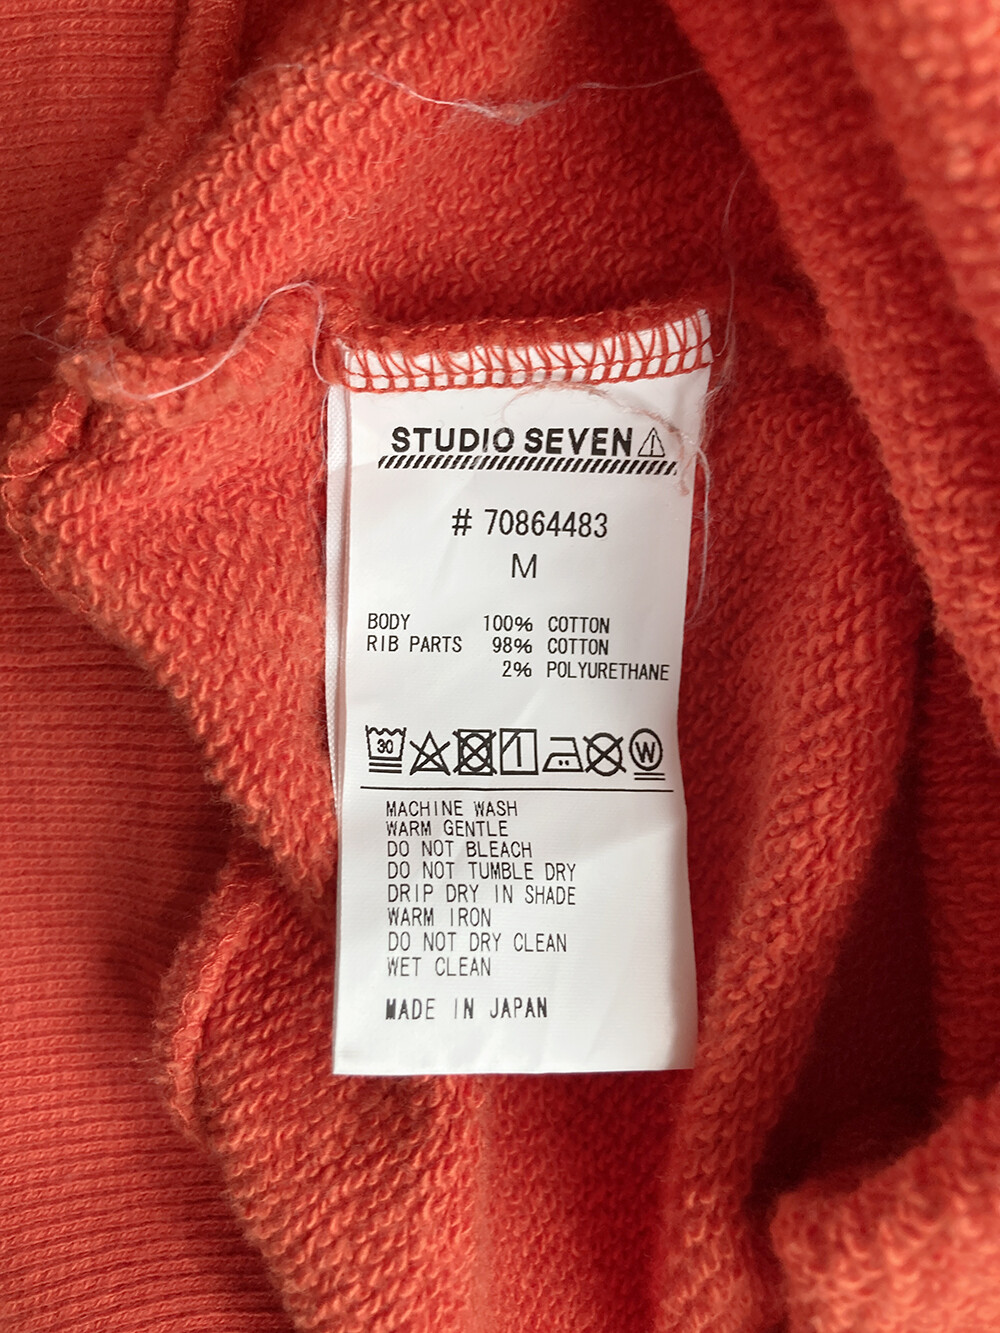 STUDIO SEVEN
# 70864483
M
BODY 100% COTTON
RIB PARTS 98% COTTON
2% POLYURETHANE
30 W
MACHINE WASH
WARM GENTLE
DO NOT BLEACH
DO NOT TUMBLE DRY
DRIP DRY IN SHADE
WARM IRON
DO NOT DRY CLEAN
WET CLEAN
MADE IN JAPAN